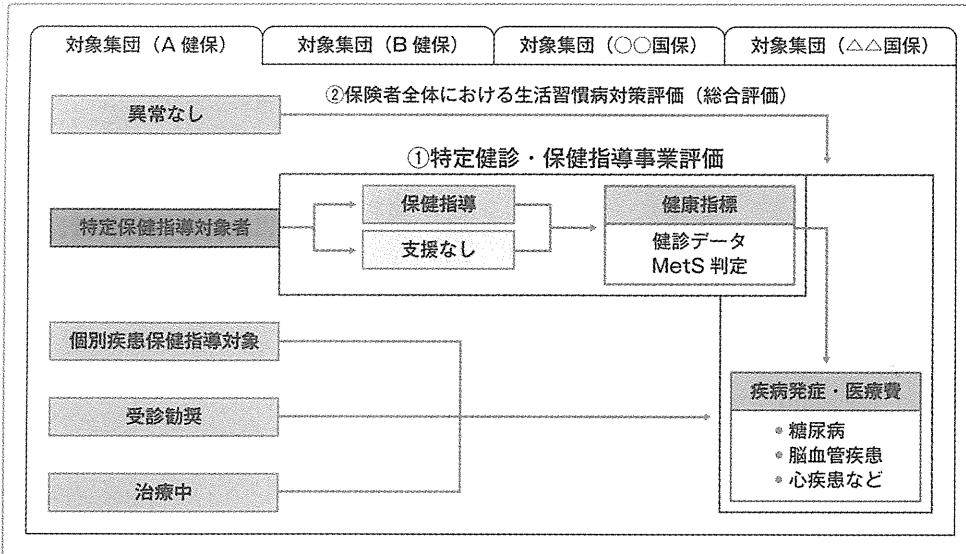 対象集団（A 健保）
対象集団（B 健保）
対象集団（○○国保）
対象集団（△△国保）
②保険者全体における生活習慣病対策評価（総合評価）
異常なし
①特定健診・保健指導事業評価
特定保健指導対象者
保健指導
支援なし
健康指標
健診データ
MetS 判定
個別疾患保健指導対象
受診勧奨
治療中
疾病発症・医療費
● 糖尿病
● 脳血管疾患
● 心疾患など